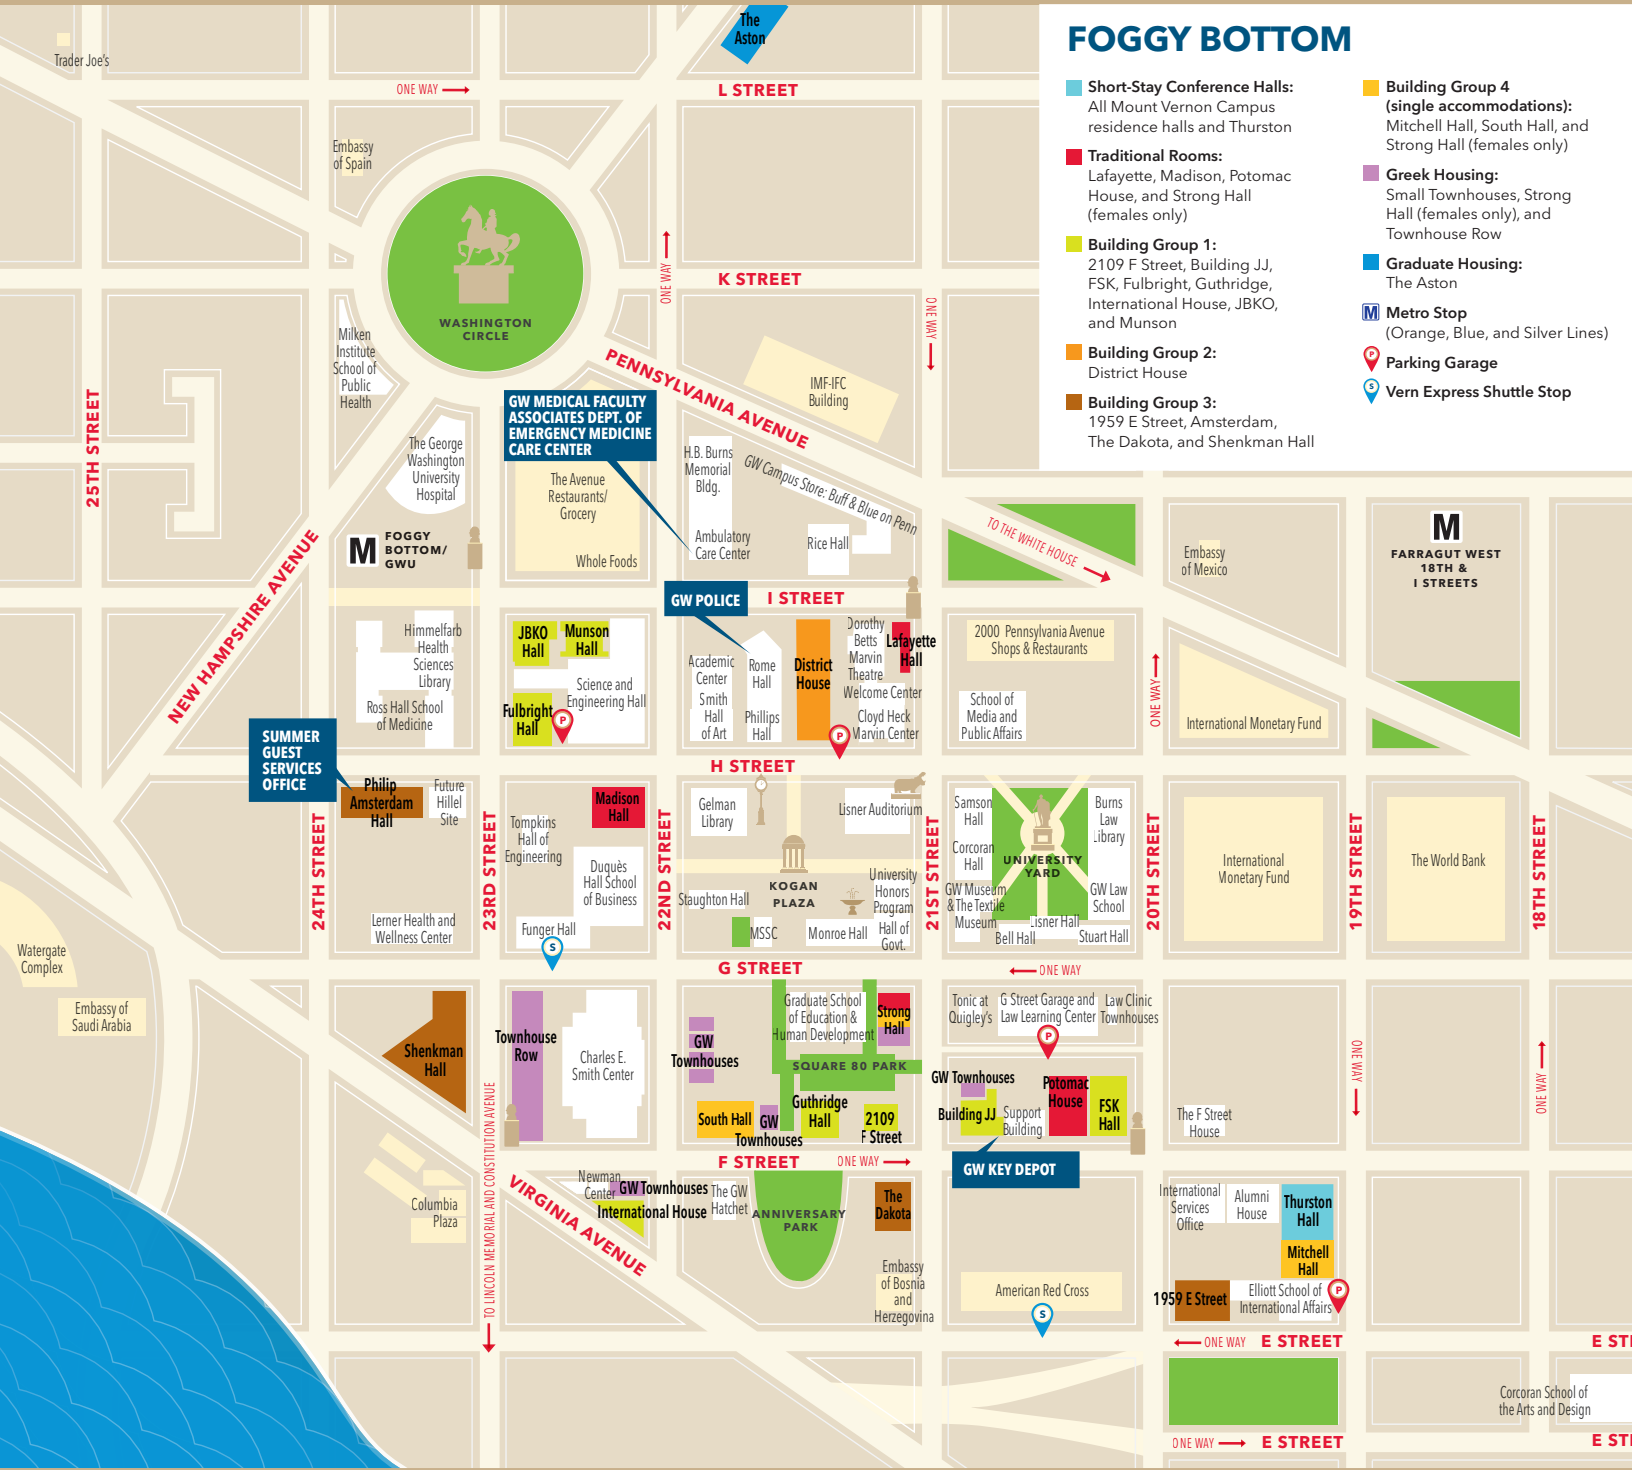 The
Aston
Trader Joe's
ONE WAY
L STREET
Embassy
of Spain
WASHINGTON
CIRCLE
K STREET
ONE WAY
ONE WAY
FOGGY BOTTOM
Short-Stay Conference Halls:
All Mount Vernon Campus
residence halls and Thurston
Traditional Rooms:
Lafayette, Madison, Potomac
House, and Strong Hall
(females only)
Building Group 1:
2109 F Street, Building JJ,
FSK, Fulbright, Guthridge,
International House, JBKO,
and Munson
Building Group 2:
District House
Building Group 3:
1959 E Street, Amsterdam,
The Dakota, and Shenkman Hall
Building Group 4
(single accommodations):
Mitchell Hall, South Hall, and
Strong Hall (females only)
Greek Housing:
Small Townhouses, Strong
Hall (females only), and
Townhouse Row
Graduate Housing:
The Aston
M Metro Stop
(Orange, Blue, and Silver Lines)
P Parking Garage
S Vern Express Shuttle Stop
Milken
Institute
School of
Public
Health
PENNSYLVANIA AVENUE
IMF-IFC
Building
25TH STREET
GW MEDICAL FACULTY
ASSOCIATES DEPT. OF
EMERGENCY MEDICINE
CARE CENTER
The George
Washington
University
Hospital
The Avenue
Restaurants/
Grocery
Whole Foods
H.B. Burns
Memorial
Bldg.
Ambulatory
Care Center
GW Campus Store: Buff & Blue on Penn
Rice Hall
TO THE WHITE HOUSE
Embassy
of Mexico
M
FARRAGUT WEST
18TH &
I STREETS
M
FOGGY
BOTTOM/
GWU
NEW HAMPSHIRE AVENUE
GW POLICE
I STREET
Himmelfarb
Health
Sciences
Library
Ross Hall School
of Medicine
JBKO
Hall
Munson
Hall
Science and
Engineering Hall
Fulbright
Hall
P
Academic
Center
Smith
Hall
of Art
Rome
Hall
Phillips
Hall
District
House
Dorothy
Betts
Marvin
Theatre
Lafayette
Hall
Welcome Center
Cloyd Heck
Marvin Center
P
2000 Pennsylvania Avenue
Shops & Restaurants
School of
Media and
Public Affairs
ONE WAY
International Monetary Fund
SUMMER
GUEST
SERVICES
OFFICE
H STREET
Philip
Amsterdam
Hall
Future
Hillel
Site
24TH STREET
23RD STREET
22ND STREET
21ST STREET
20TH STREET
19TH STREET
18TH STREET
Lerner Health and
Wellness Center
Tompkins
Hall of
Engineering
Madison
Hall
Duquès
Hall School
of Business
Funger Hall
S
Gelman
Library
Lisner Auditorium
KOGAN
PLAZA
Staughton Hall
MSSC
Monroe Hall
University
Honors
Program
Hall of
Govt.
Samson
Hall
Corcoran
Hall
GW Museum
& The Textile
Museum
UNIVERSITY
YARD
Burns
Law
Library
GW Law
School
Lisner Hall
Bell Hall
Stuart Hall
International
Monetary Fund
The World Bank
Watergate
Complex
Embassy of
Saudi Arabia
G STREET
ONE WAY
Shenkman
Hall
Townhouse
Row
Charles E.
Smith Center
GW
Townhouses
Graduate School
of Education &
Human Development
Strong
Hall
SQUARE 80 PARK
South Hall
GW
Townhouses
Guthridge
Hall
2109
F Street
Tonic at
Quigley's
G Street Garage and
Law Learning Center
Law Clinic
Townhouses
P
GW Townhouses
Building JJ
Support
Building
Potomac
House
FSK
Hall
The F Street
House
ONE WAY
ONE WAY
F STREET
ONE WAY
GW KEY DEPOT
TO LINCOLN MEMORIAL AND CONSTITUTION AVENUE
VIRGINIA AVENUE
Columbia
Plaza
Newman
Center
GW Townhouses
International House
The GW
Hatchet
ANNIVERSARY
PARK
The
Dakota
Embassy
of Bosnia
and
Herzegovina
American Red Cross
S
International
Services
Office
Alumni
House
Thurston
Hall
Mitchell
Hall
1959 E Street
Elliott School of
International Affairs
P
ONE WAY
E STREET
E STR
Corcoran School of
the Arts and Design
ONE WAY
E STREET
E STR